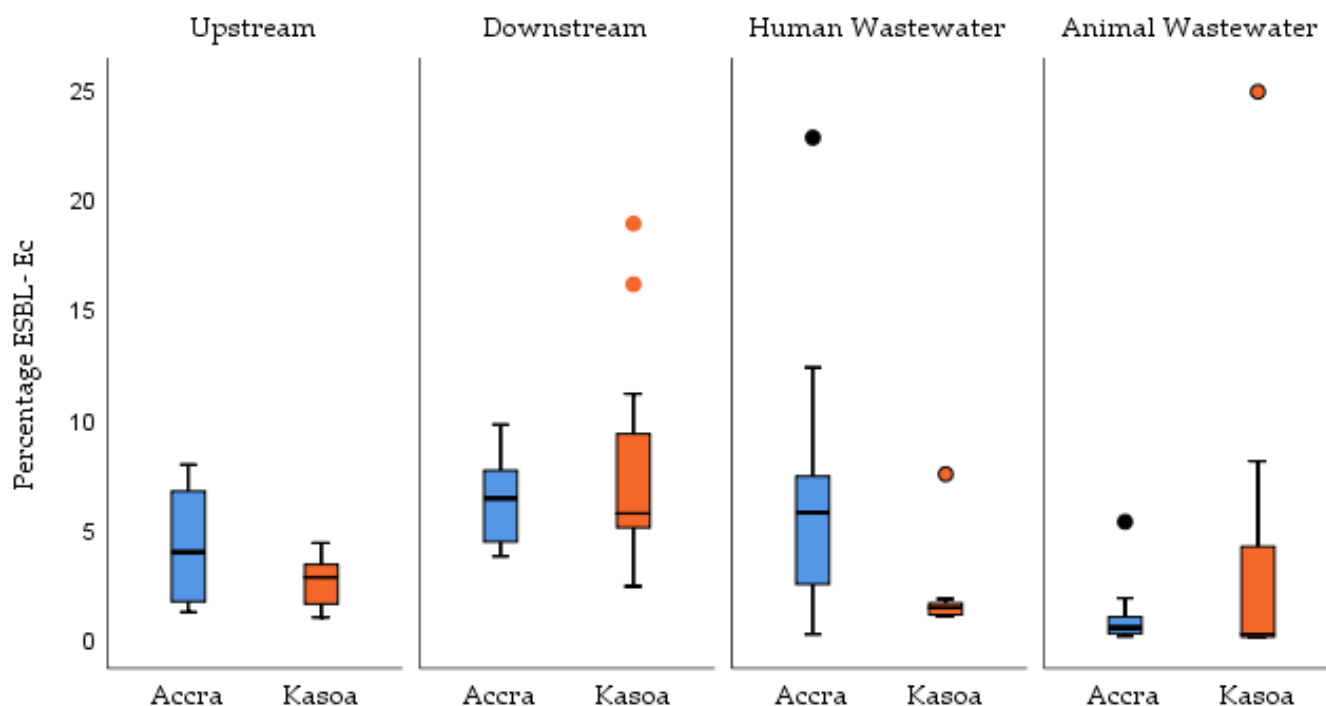 Upstream Downstream Human Wastewater Animal Wastewater
Percentage ESBL - Ec
25
20
15
10
5
0
Accra Kasoa Accra Kasoa Accra Kasoa Accra Kasoa